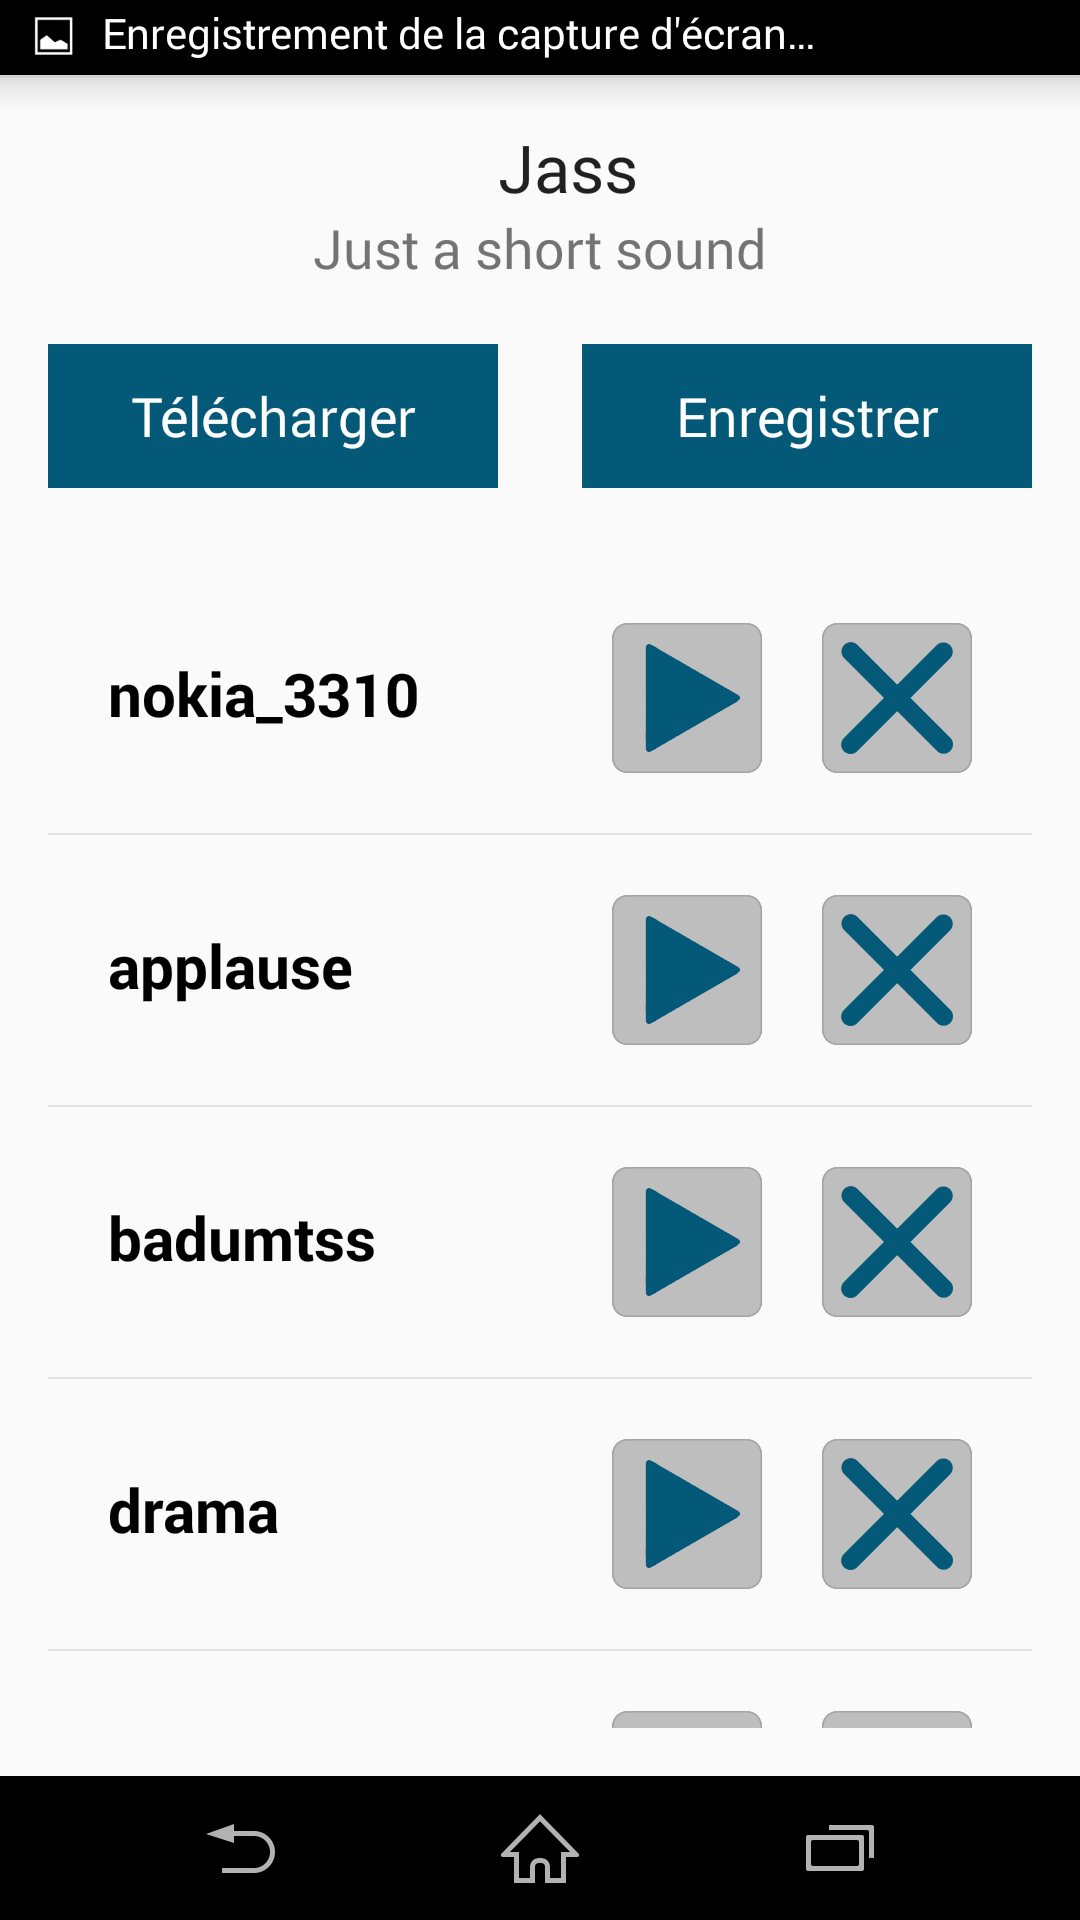 Enregistrement de la capture d'écran...
Jass
Just a short sound
Télécharger
Enregistrer
nokia_3310
applause
badumtss
drama